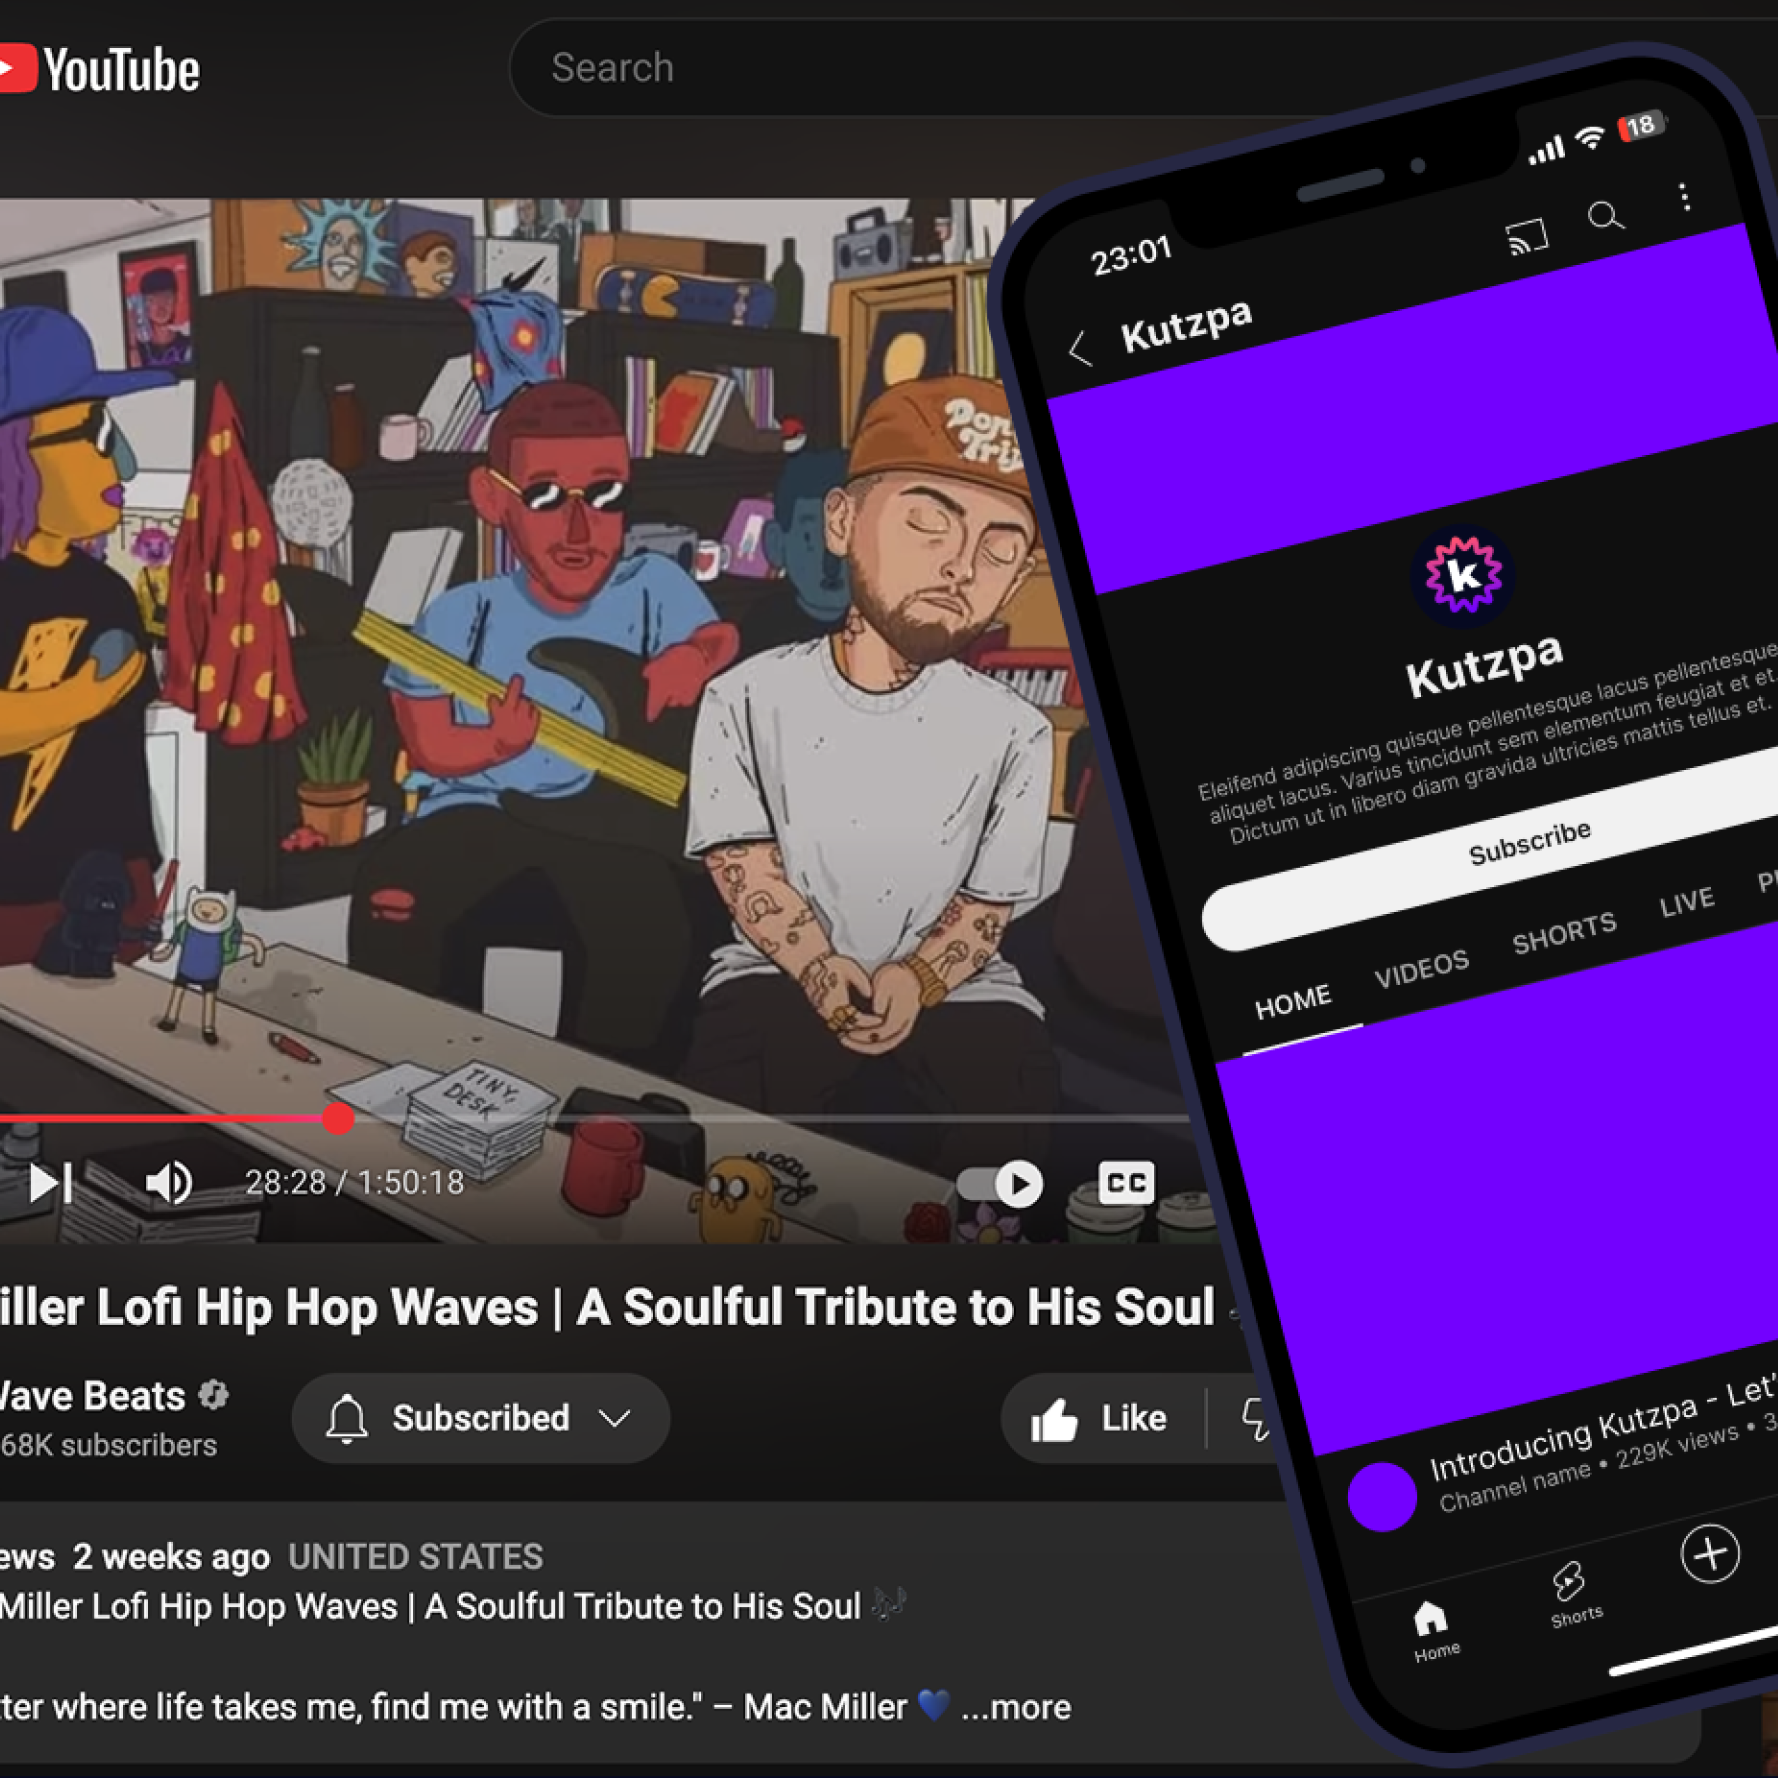 YouTube
Search
Dont Trip
TINY
DESK
28:28 / 1:50:18
CC
iller Lofi Hip Hop Waves | A Soulful Tribute to His Soul
Wave Beats
68K subscribers
Subscribed
Like
ews 2 weeks ago UNITED STATES
Miller Lofi Hip Hop Waves | A Soulful Tribute to His Soul 🎶
tter where life takes me, find me with a smile." – Mac Miller 💙 ...more
23:01
18
Kutzpa
k
Kutzpa
Eleifend adipiscing quisque pellentesque lacus pellentesque
aliquet lacus. Varius tincidunt sem elementum feugiat et et.
Dictum ut in libero diam gravida ultricies mattis tellus et.
Subscribe
HOME VIDEOS SHORTS LIVE
Introducing Kutzpa - Let'
Channel name • 229K views • 3
Home
Shorts